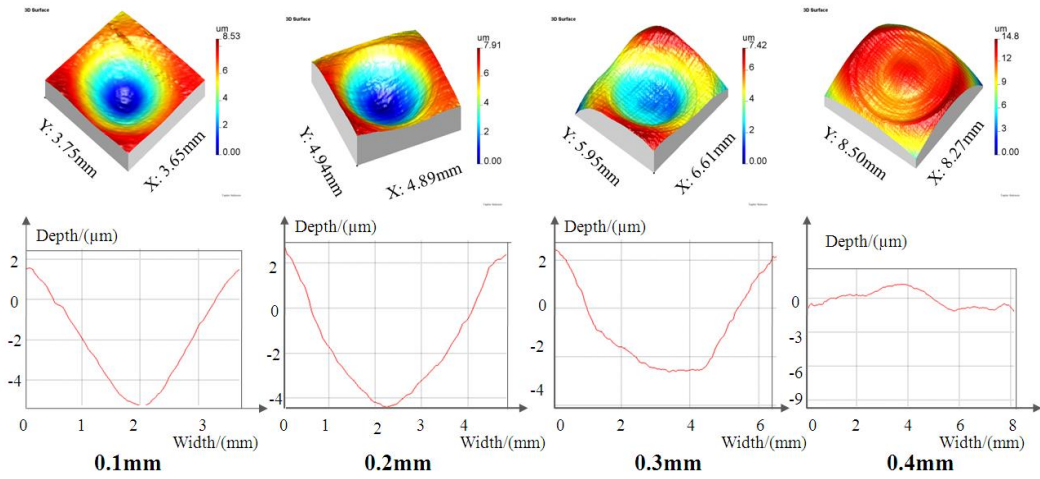 3D Surface
um
8.53
6
4
2
0.00
Y: 3.75mm
X: 3.65mm
3D Surface
um
7.91
6
4
2
0.00
Y: 4.94mm
X: 4.89mm
3D Surface
um
7.42
6
4
2
0.00
Y: 5.95mm
X: 6.61mm
3D Surface
um
14.8
12
9
6
3
0.00
Y: 8.50mm
X: 8.27mm
Depth/(μm)
2
0
-2
-4
0 1 2 3
Width/(mm)
0.1mm
Depth/(μm)
2
0
-2
-4
0 1 2 3 4
Width/(mm)
0.2mm
Depth/(μm)
2
0
-2
-4
0 2 4 6
Width/(mm)
0.3mm
Depth/(μm)
0
-3
-6
-9
0 2 4 6 8
Width/(mm)
0.4mm